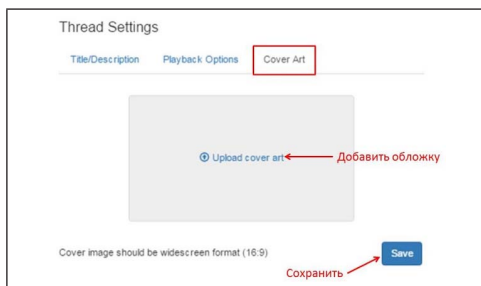 Thread Settings
Title/Description Playback Options Cover Art
Upload cover art Добавить обложку
Cover image should be widescreen format (16:9) Save
Сохранить